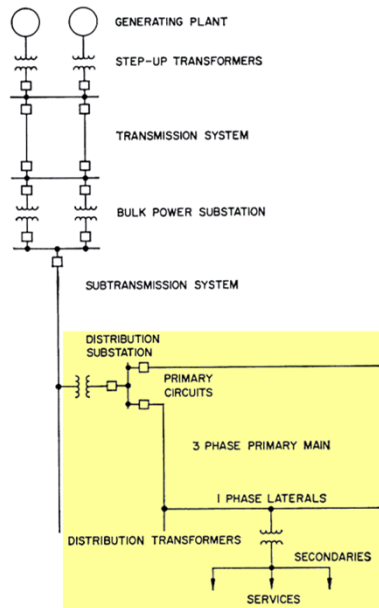 GENERATING PLANT
STEP-UP TRANSFORMERS
TRANSMISSION SYSTEM
BULK POWER SUBSTATION
SUBTRANSMISSION SYSTEM
DISTRIBUTION
SUBSTATION
PRIMARY
CIRCUITS
3 PHASE PRIMARY MAIN
1 PHASE LATERALS
DISTRIBUTION TRANSFORMERS
SECONDARIES
SERVICES